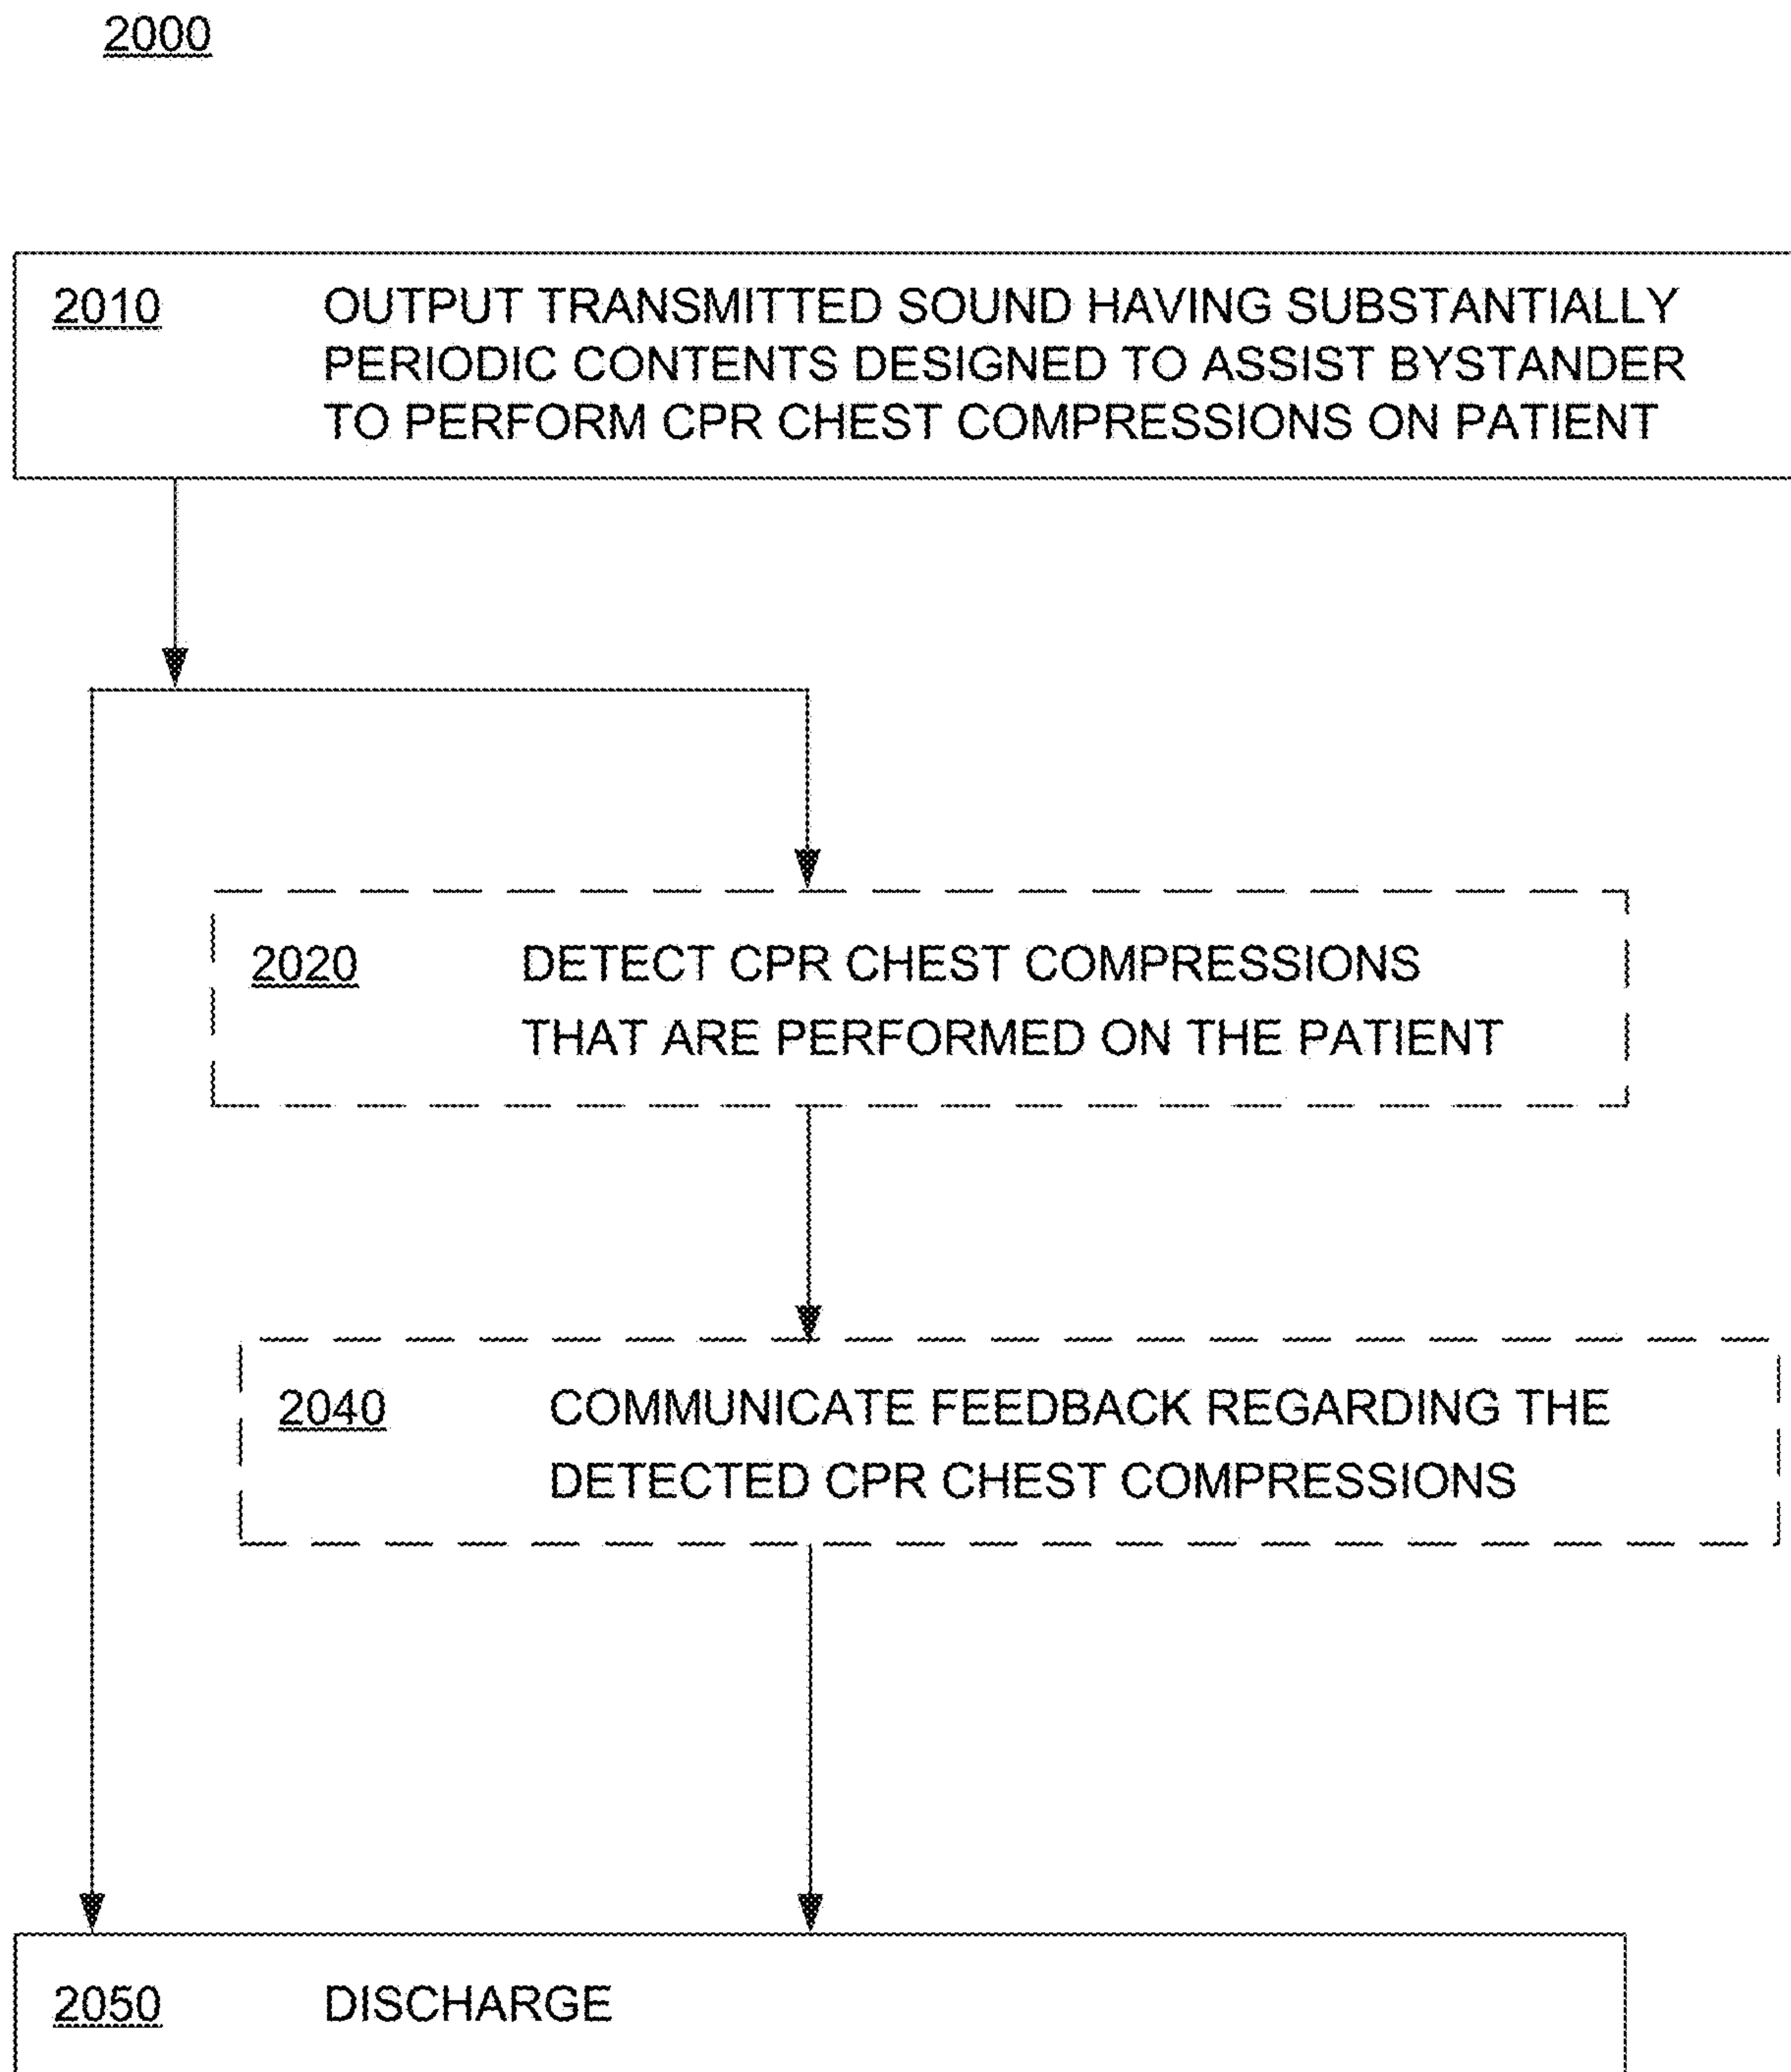 2000
2010 OUTPUT TRANSMITTED SOUND HAVING SUBSTANTIALLY
PERIODIC CONTENTS DESIGNED TO ASSIST BYSTANDER
TO PERFORM CPR CHEST COMPRESSIONS ON PATIENT
2020 DETECT CPR CHEST COMPRESSIONS
THAT ARE PERFORMED ON THE PATIENT
2040 COMMUNICATE FEEDBACK REGARDING THE
DETECTED CPR CHEST COMPRESSIONS
2050 DISCHARGE